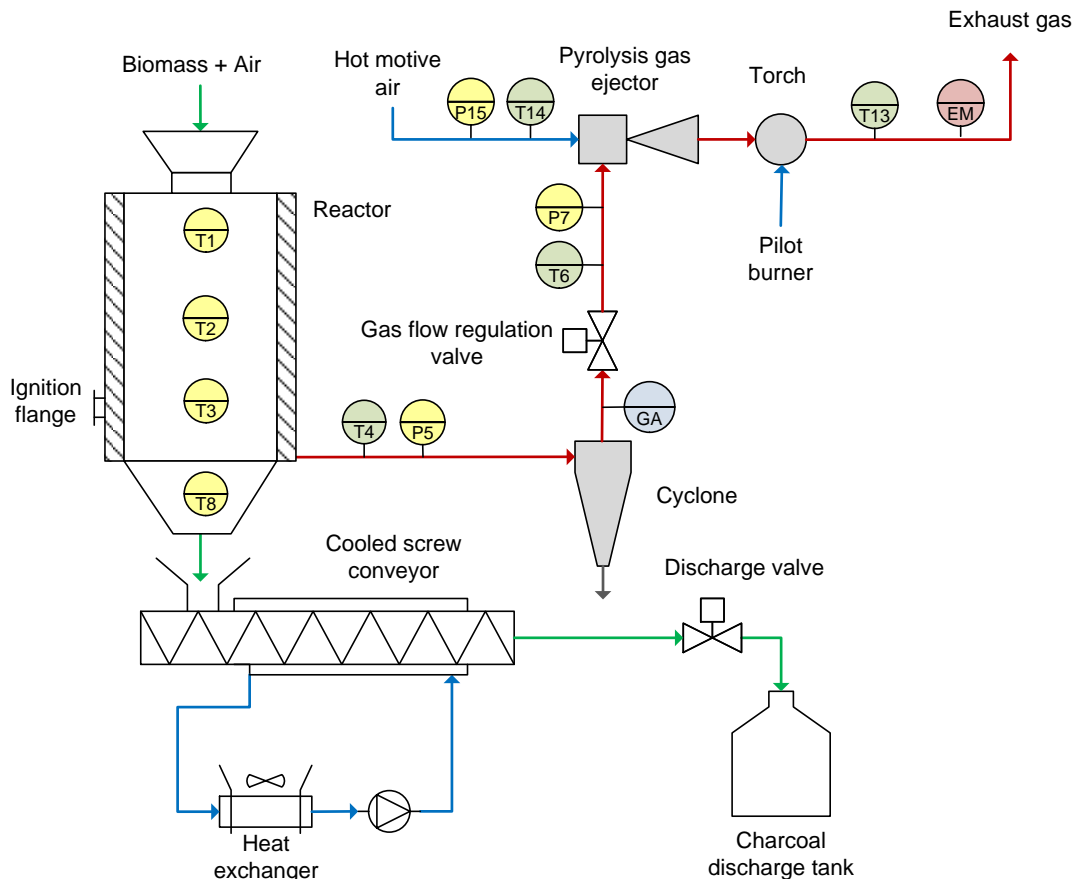 Exhaust gas
Biomass + Air
Hot motive
air
Pyrolysis gas
ejector
Torch
P15
T14
T13
EM
Reactor
T1
P7
T6
Pilot
burner
T2
Gas flow regulation
valve
Ignition
flange
T3
T4
P5
GA
T8
Cyclone
Cooled screw
conveyor
Discharge valve
Heat
exchanger
Charcoal
discharge tank